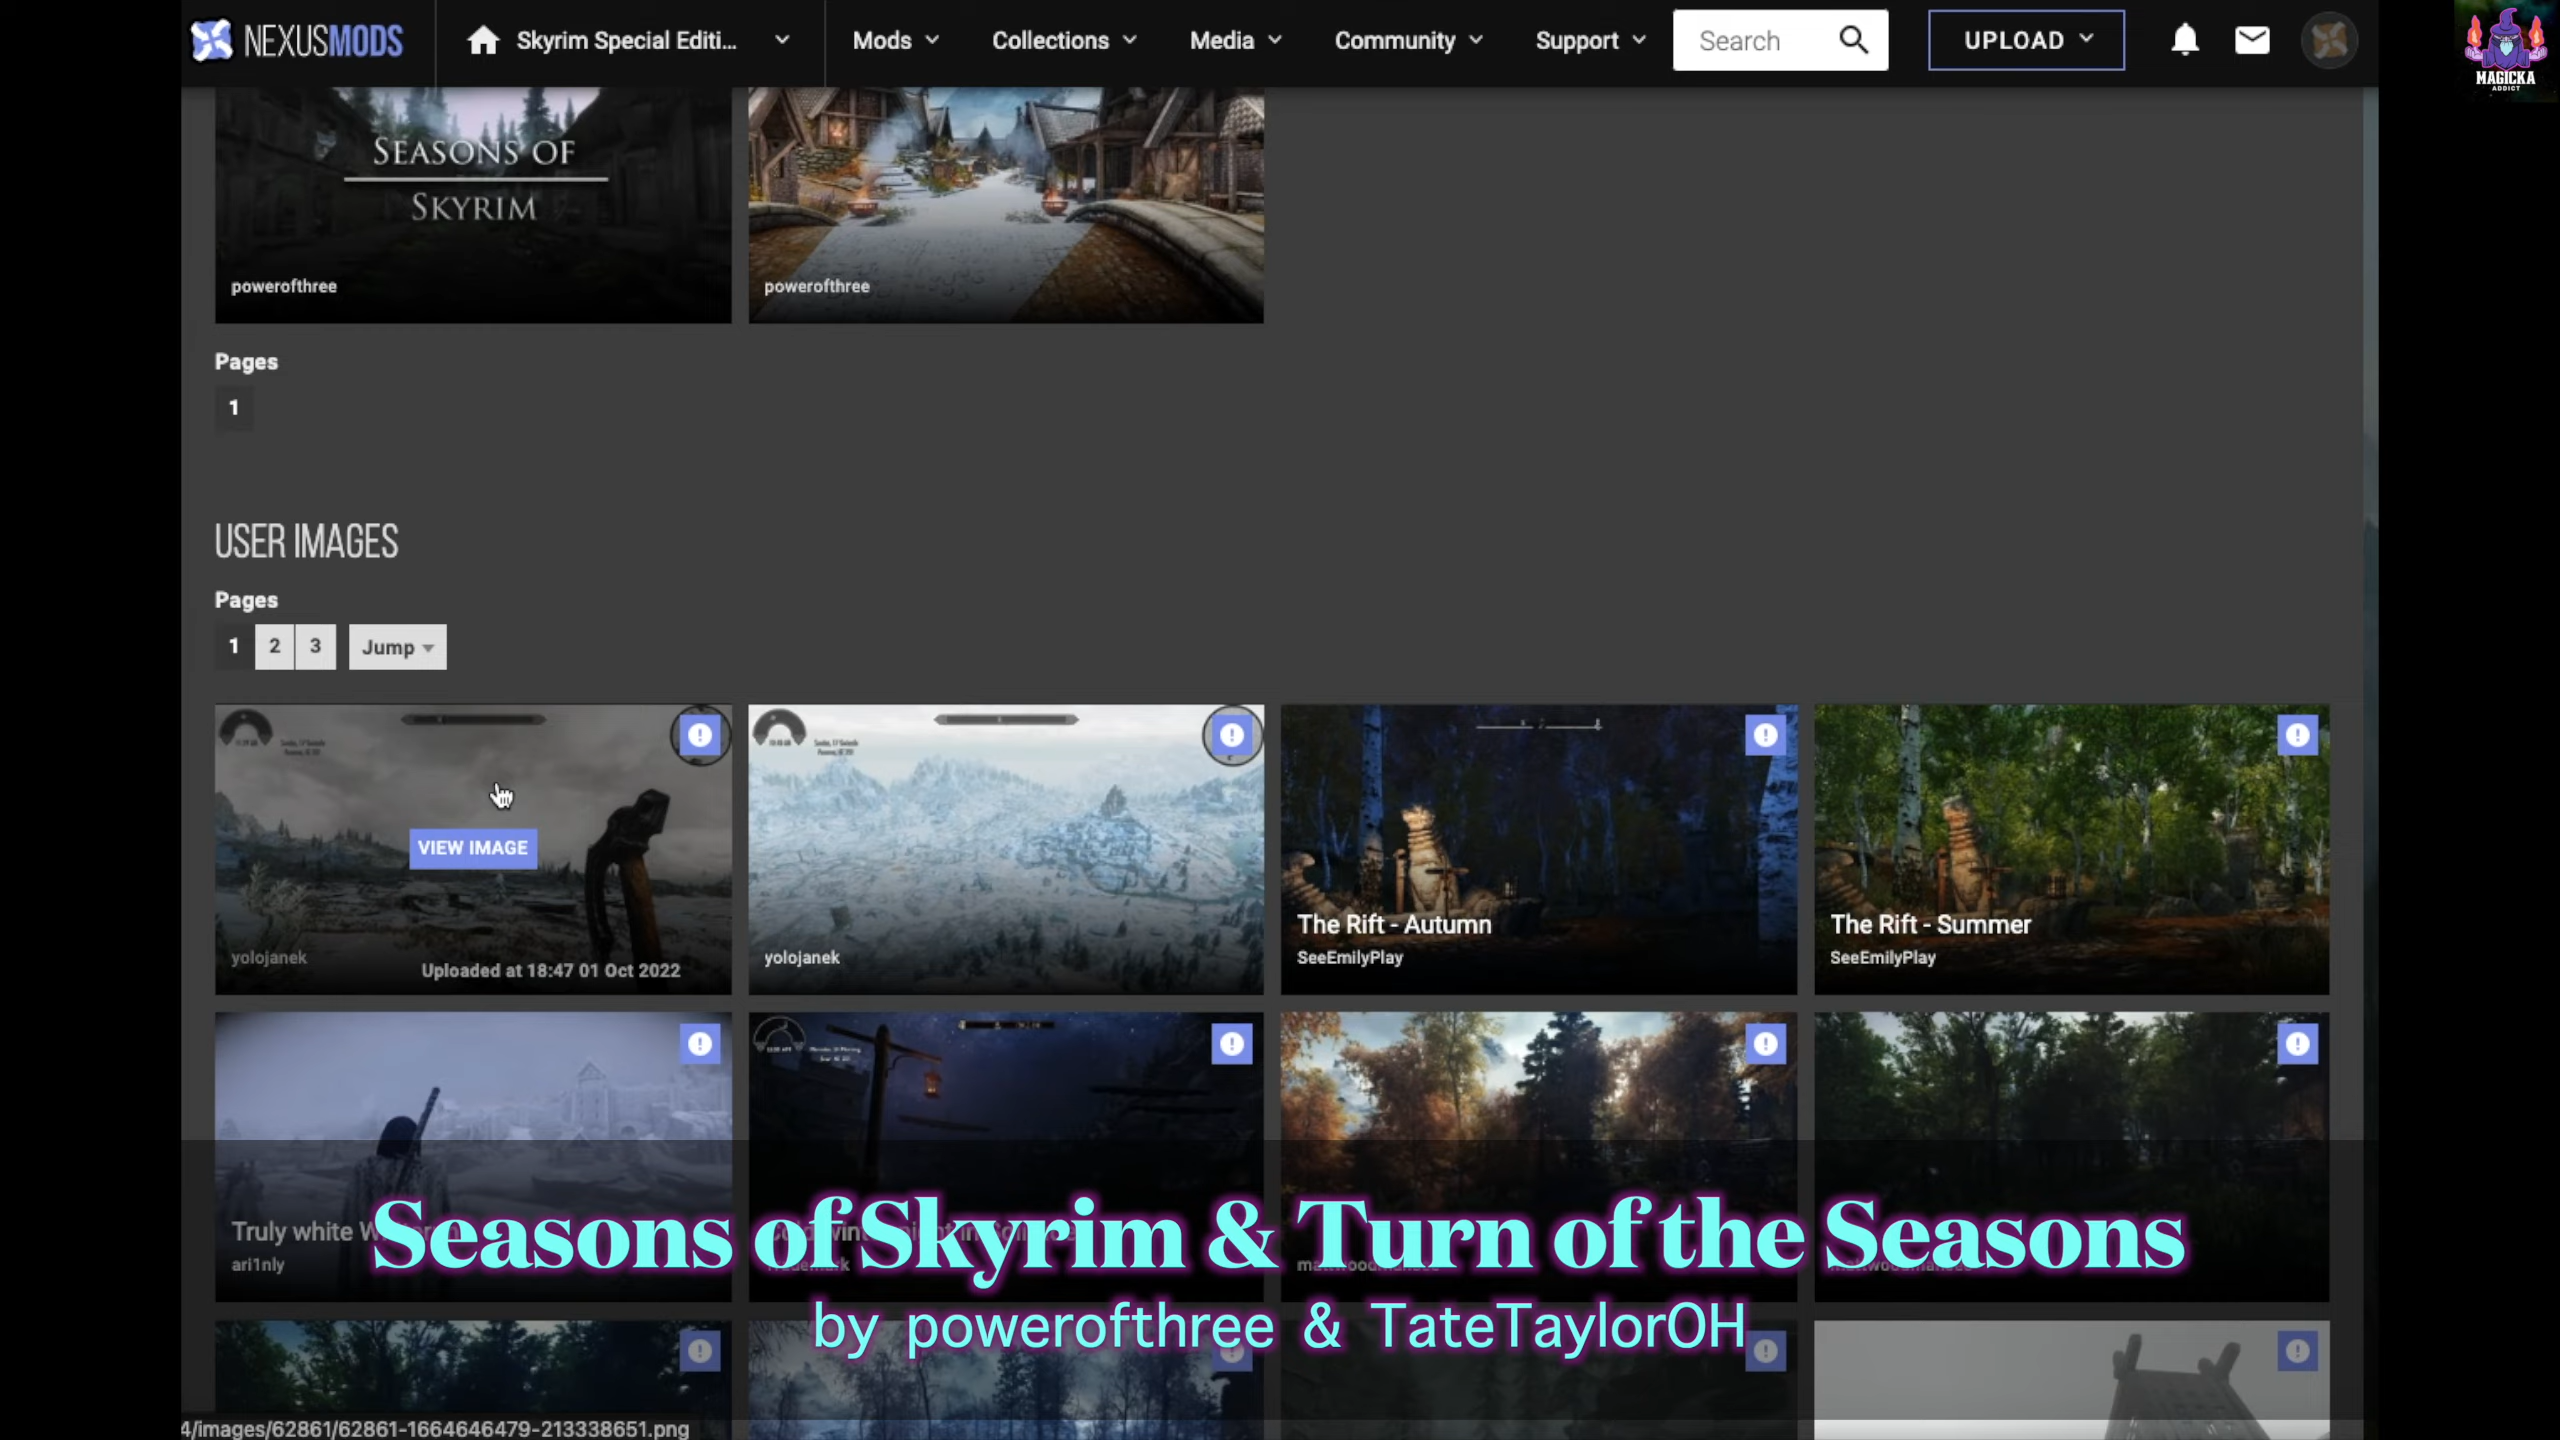 NEXUSMODS
Skyrim Special Editi...
Mods
Collections
Media
Community
Support
Search
UPLOAD
MAGICKA
ADDICT
SEASONS OF
SKYRIM
powerofthree
powerofthree
Pages
1
USER IMAGES
Pages
1 2 3 Jump
VIEW IMAGE
yolojanek
Uploaded at 18:47 01 Oct 2022
yolojanek
The Rift - Autumn
SeeEmilyPlay
The Rift - Summer
SeeEmilyPlay
Truly white
ari1nly
Seasons of Skyrim & Turn of the Seasons
by powerofthree & TateTaylorOH
4/images/62861/62861-1664646479-213338651.png